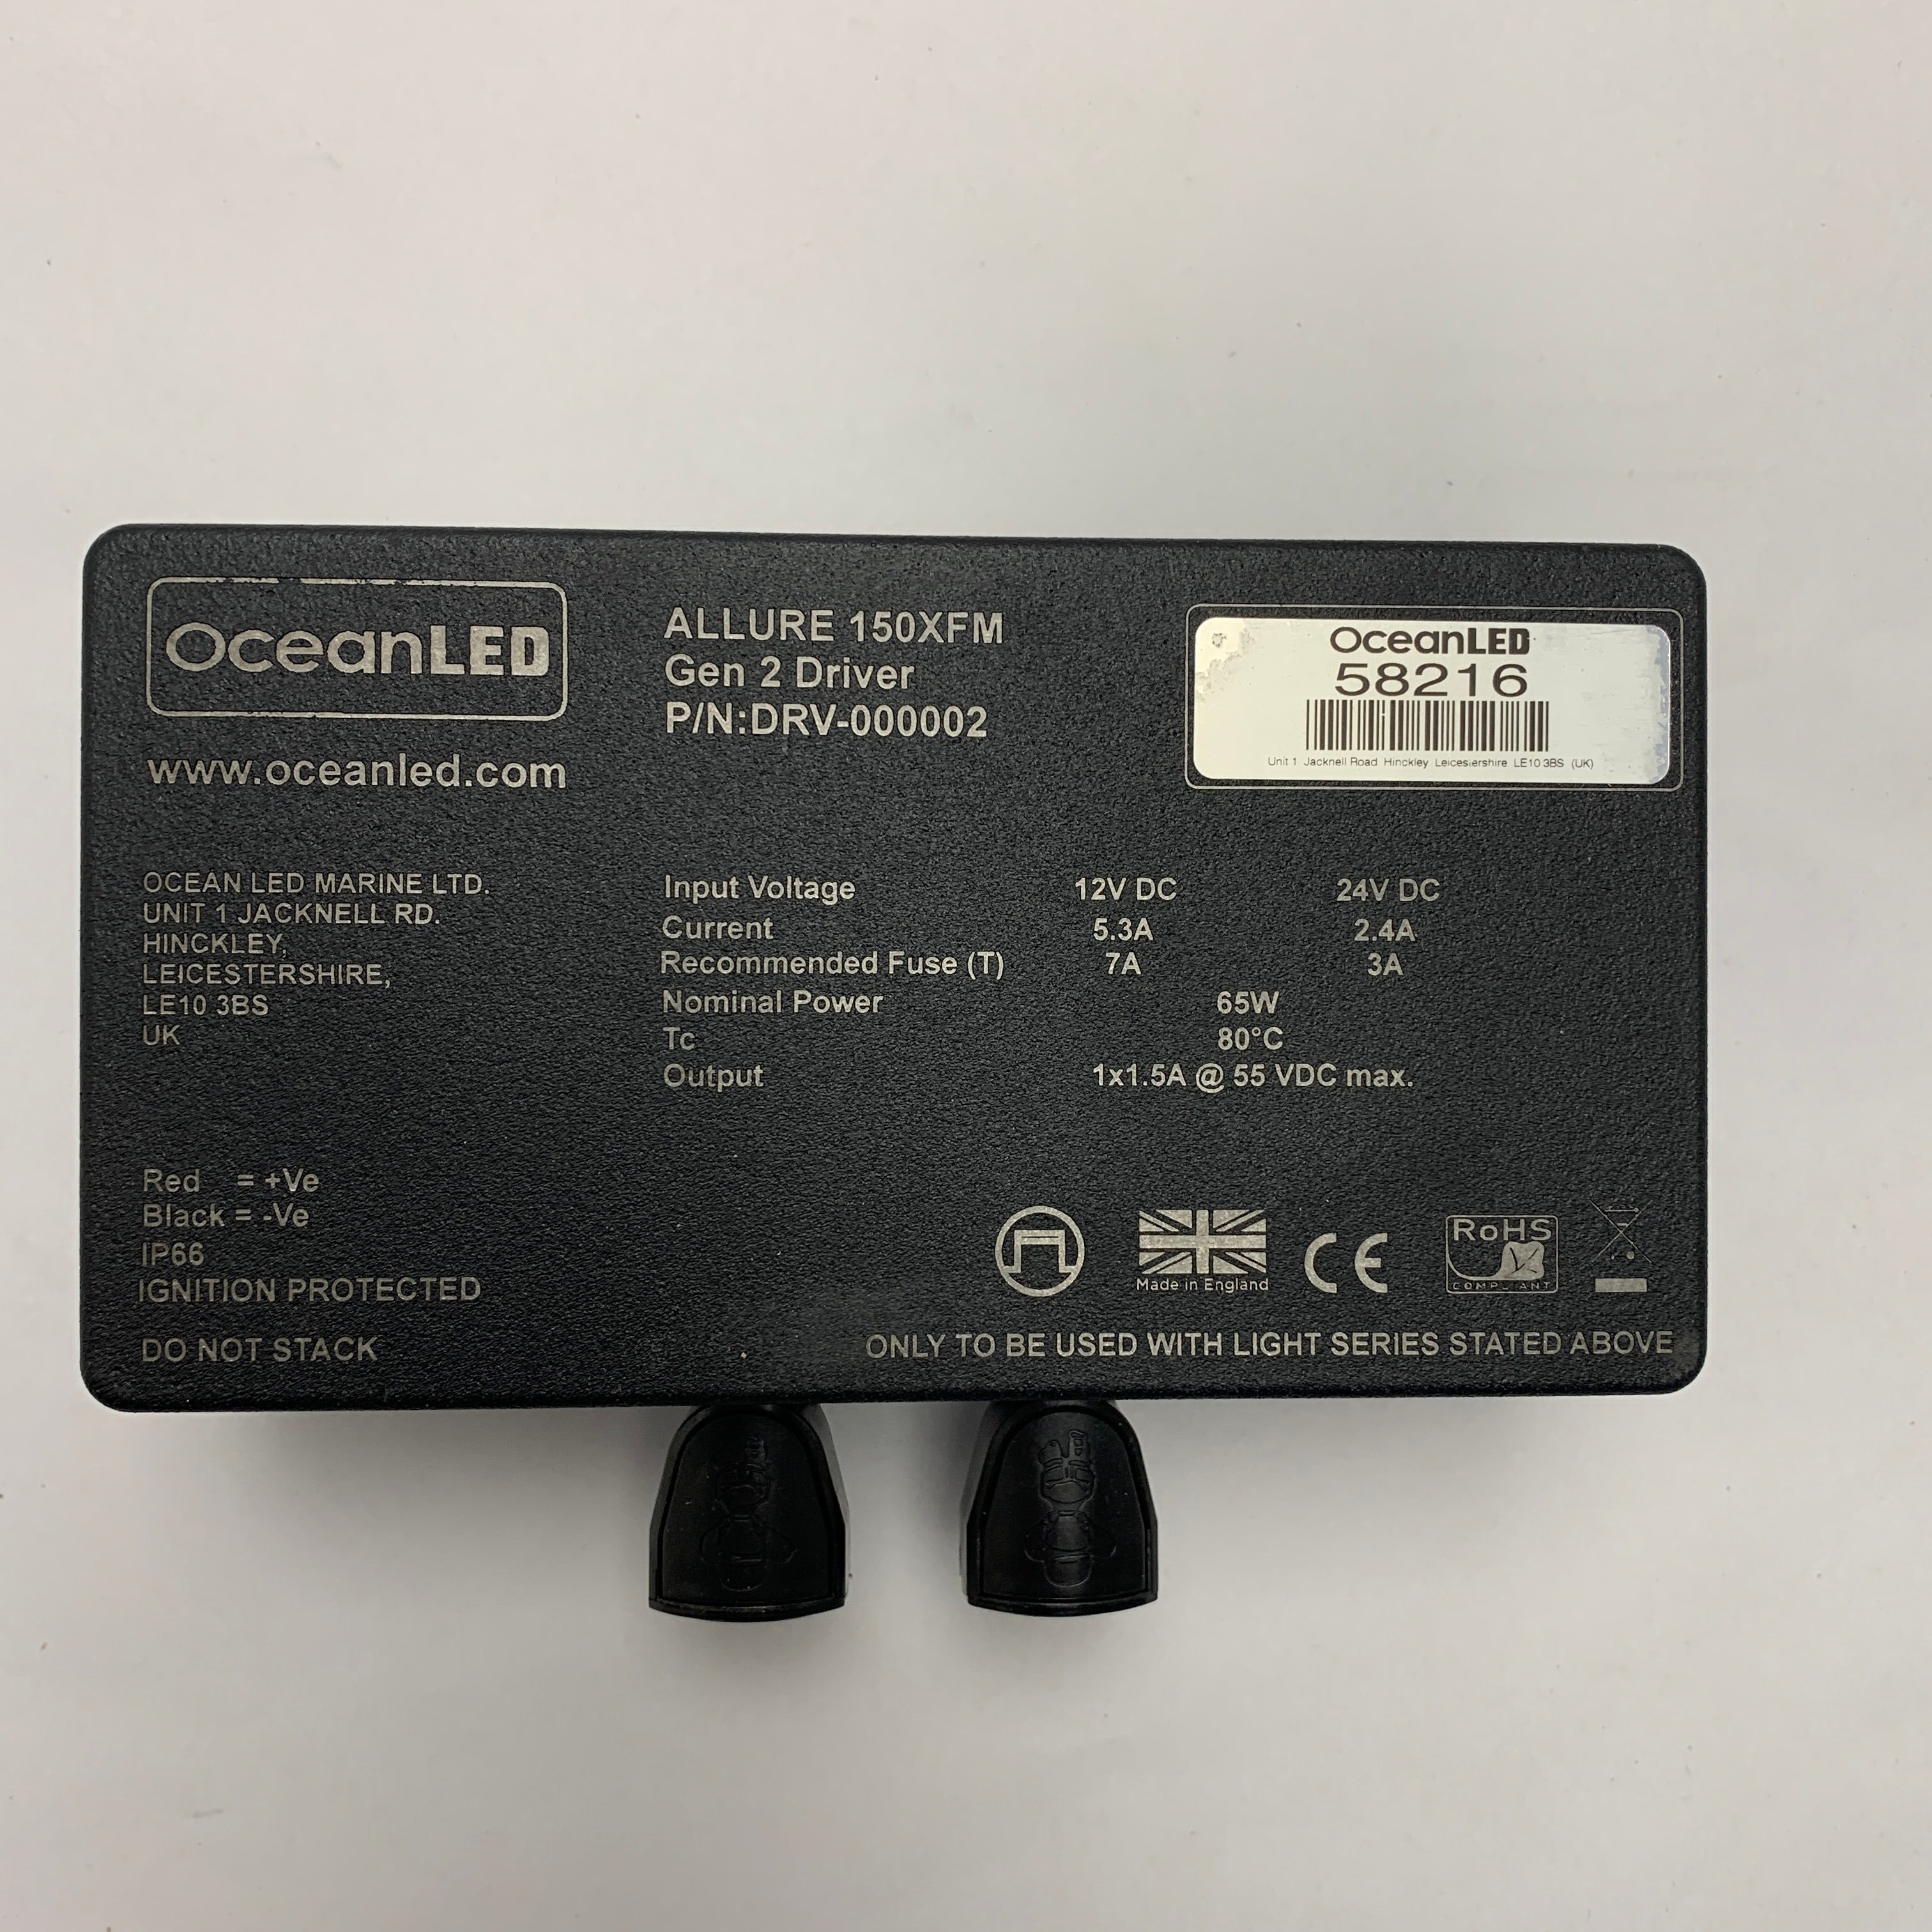 OceanLED
www.oceanled.com
ALLURE 150XFM
Gen 2 Driver
P/N:DRV-000002
OceanLED
58216
Unit 1 Jacknell Road Hinckley Leicestershire LE10 3BS (UK)
OCEAN LED MARINE LTD.
UNIT 1 JACKNELL RD.
HINCKLEY,
LEICESTERSHIRE,
LE10 3BS
UK
Input Voltage 12V DC 24V DC
Current 5.3A 2.4A
Recommended Fuse (T) 7A 3A
Nominal Power 65W
Tc 80°C
Output 1x1.5A @ 55 VDC max.
Red = +Ve
Black = -Ve
IP66
IGNITION PROTECTED
DO NOT STACK
Made in England
CE
RoHS
COMPLIANT
ONLY TO BE USED WITH LIGHT SERIES STATED ABOVE